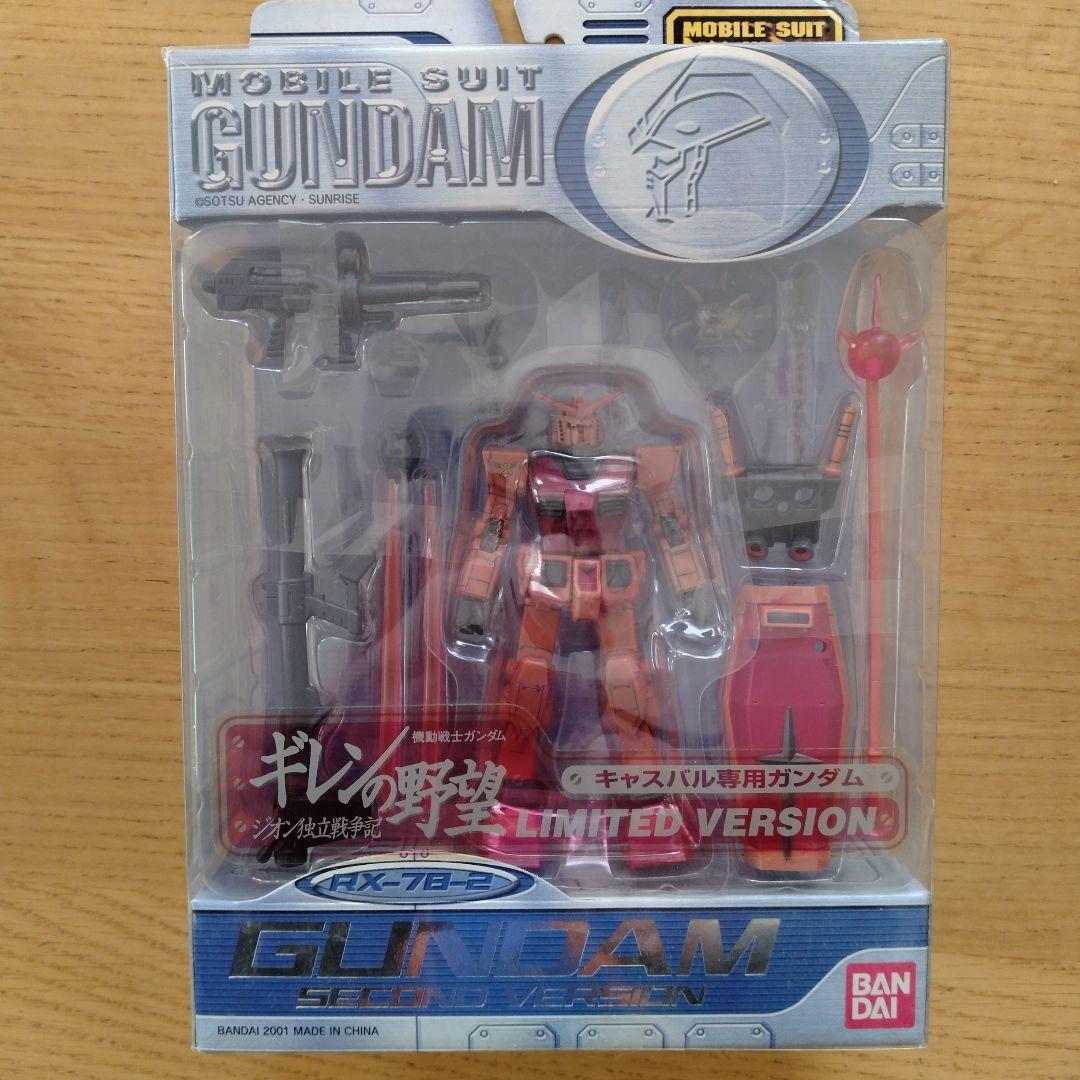 MOBILE SUIT
MOBILE SUIT
GUNDAM
©SOTSU AGENCY・SUNRISE
機動戦士ガンダム
ギレンの野望
ジオン独立戦争記
キャスバル専用ガンダム
LIMITED VERSION
RX-78-2
GUNDAM
SECOND VERSION
BANDAI 2001 MADE IN CHINA
BAN
DAI